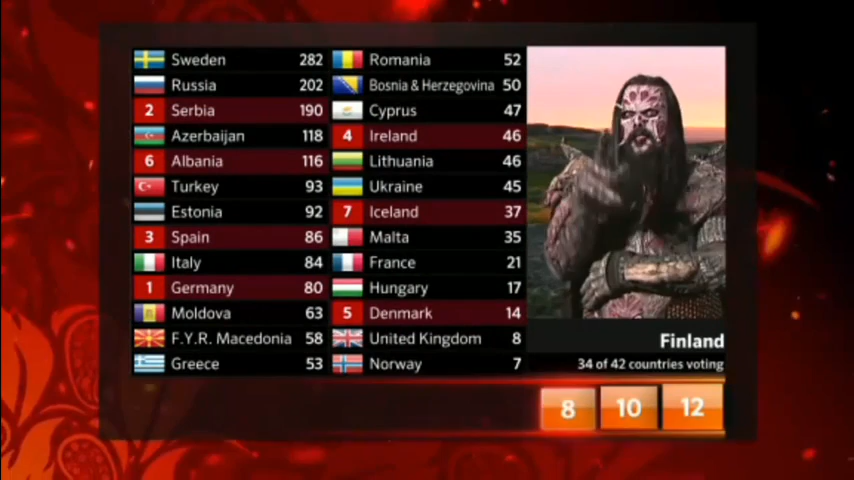 Sweden 282
Russia 202
2 Serbia 190
Azerbaijan 118
6 Albania 116
Turkey 93
Estonia 92
3 Spain 86
Italy 84
1 Germany 80
Moldova 63
F.Y.R. Macedonia 58
Greece 53
Romania 52
Bosnia & Herzegovina 50
Cyprus 47
4 Ireland 46
Lithuania 46
Ukraine 45
7 Iceland 37
Malta 35
France 21
Hungary 17
5 Denmark 14
United Kingdom 8
Norway 7
Finland
34 of 42 countries voting
8 10 12